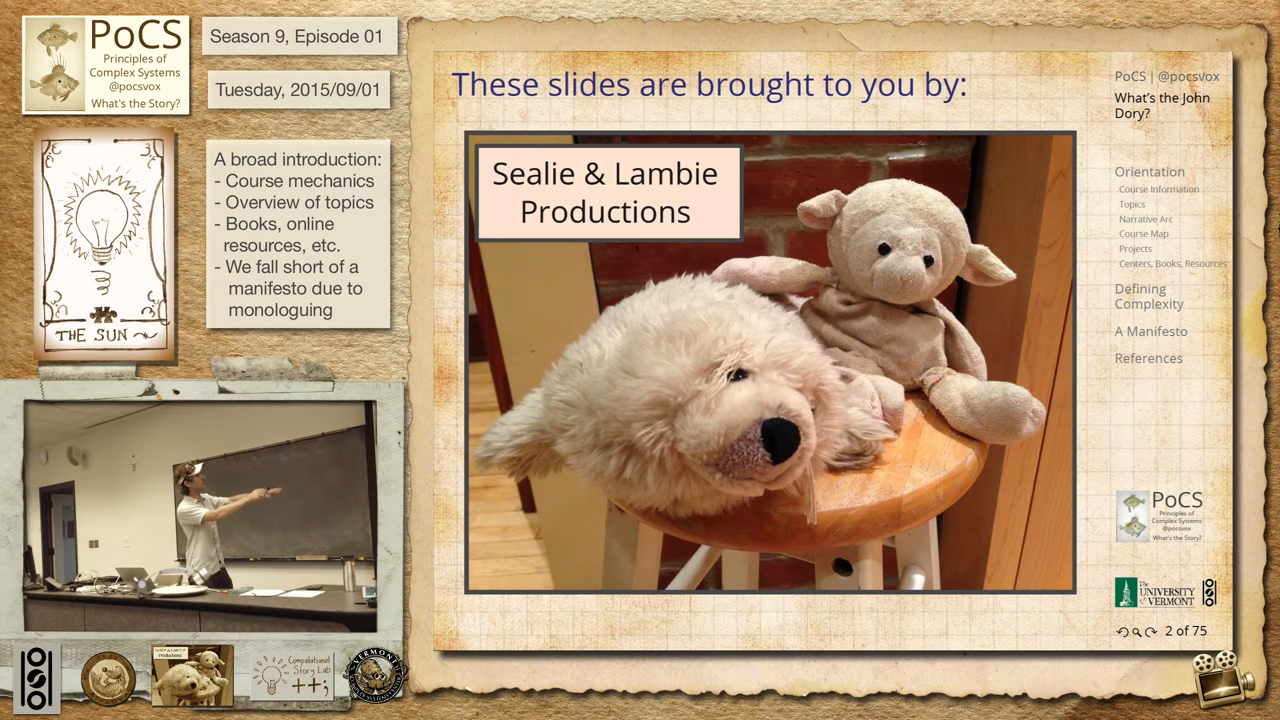 PoCS
Principles of
Complex Systems
@pocsvox
What's the Story?
Season 9, Episode 01
Tuesday, 2015/09/01
THE SUN
A broad introduction:
- Course mechanics
- Overview of topics
- Books, online
resources, etc.
- We fall short of a
manifesto due to
monologuing
These slides are brought to you by:
Sealie & Lambie
Productions
PoCS | @pocsvox
What's the John
Dory?
Orientation
Course Information
Topics
Narrative Arc
Course Map
Projects
Centers, Books, Resources
Defining
Complexity
A Manifesto
References
PoCS
Principles of
Complex Systems
@pocsvox
What's the Story?
The
UNIVERSITY
of VERMONT
2 of 75
Productions
Computational
Story Lab
++;
VERMONT